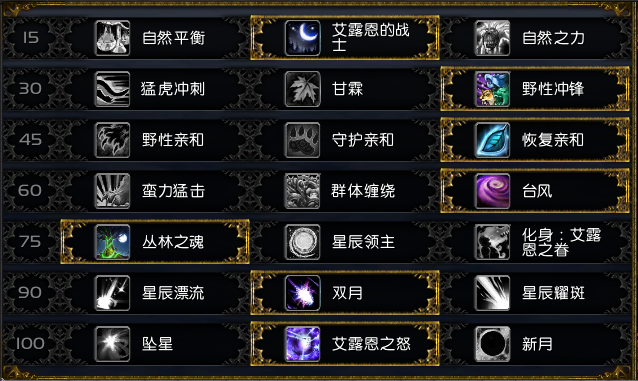 15 自然平衡 艾露恩的战士 自然之力
30 猛虎冲刺 甘霖 野性冲锋
45 野性亲和 守护亲和 恢复亲和
60 蛮力猛击 群体缠绕 台风
75 丛林之魂 星辰领主 化身：艾露恩之眷
90 星辰漂流 双月 星辰耀斑
100 坠星 艾露恩之怒 新月